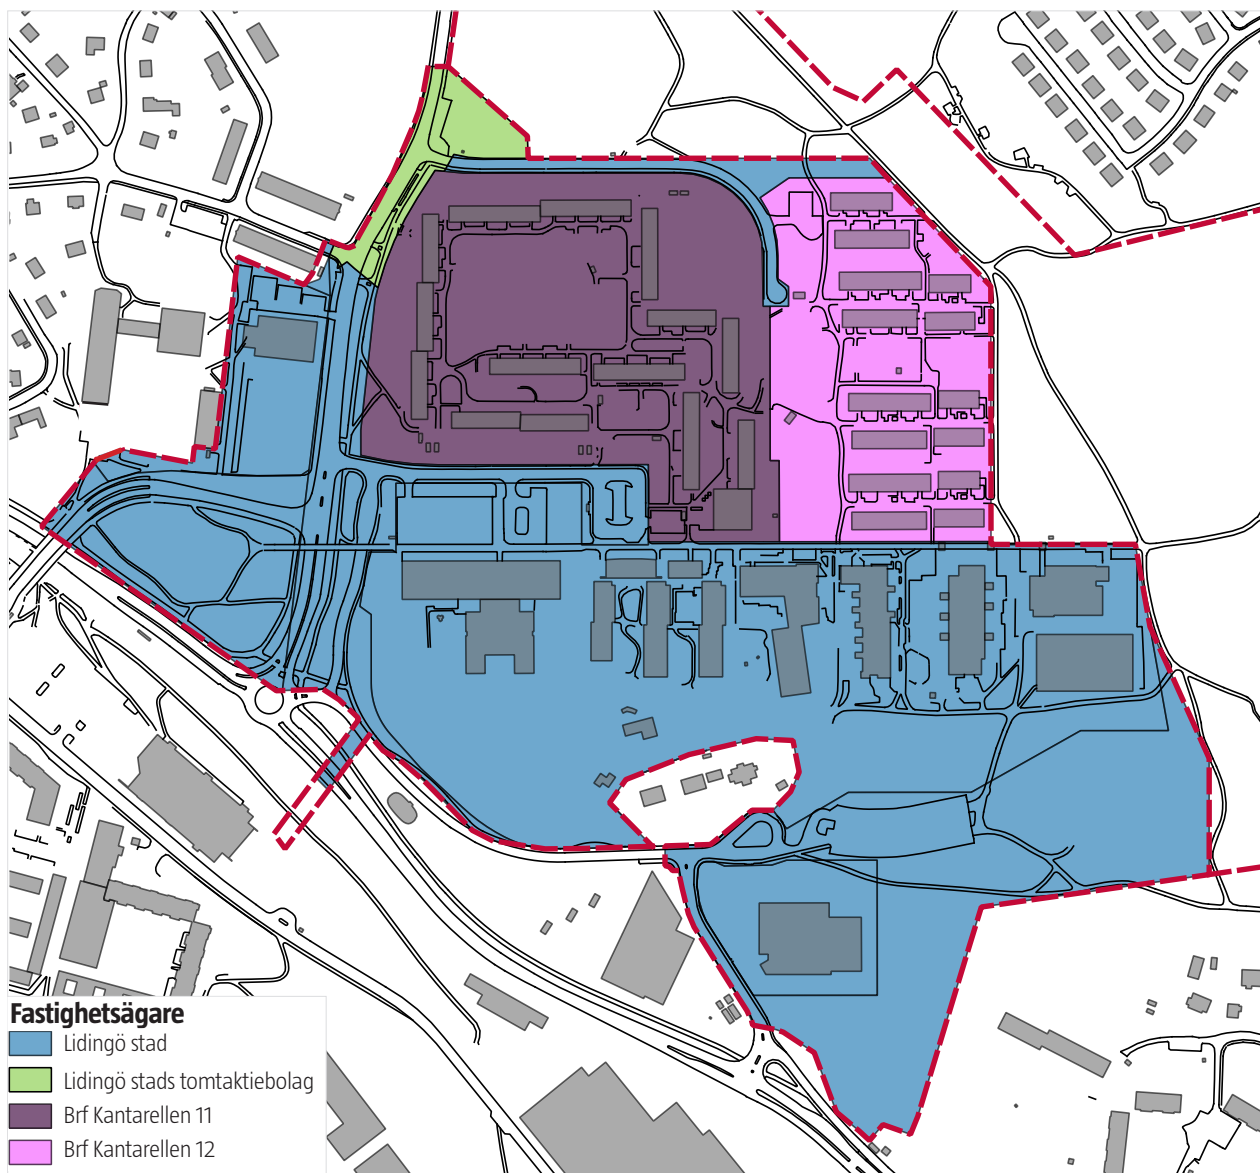 Fastighetsägare
Lidingö stad
Lidingö stads tomtaktiebolag
Brf Kantarellen 11
Brf Kantarellen 12